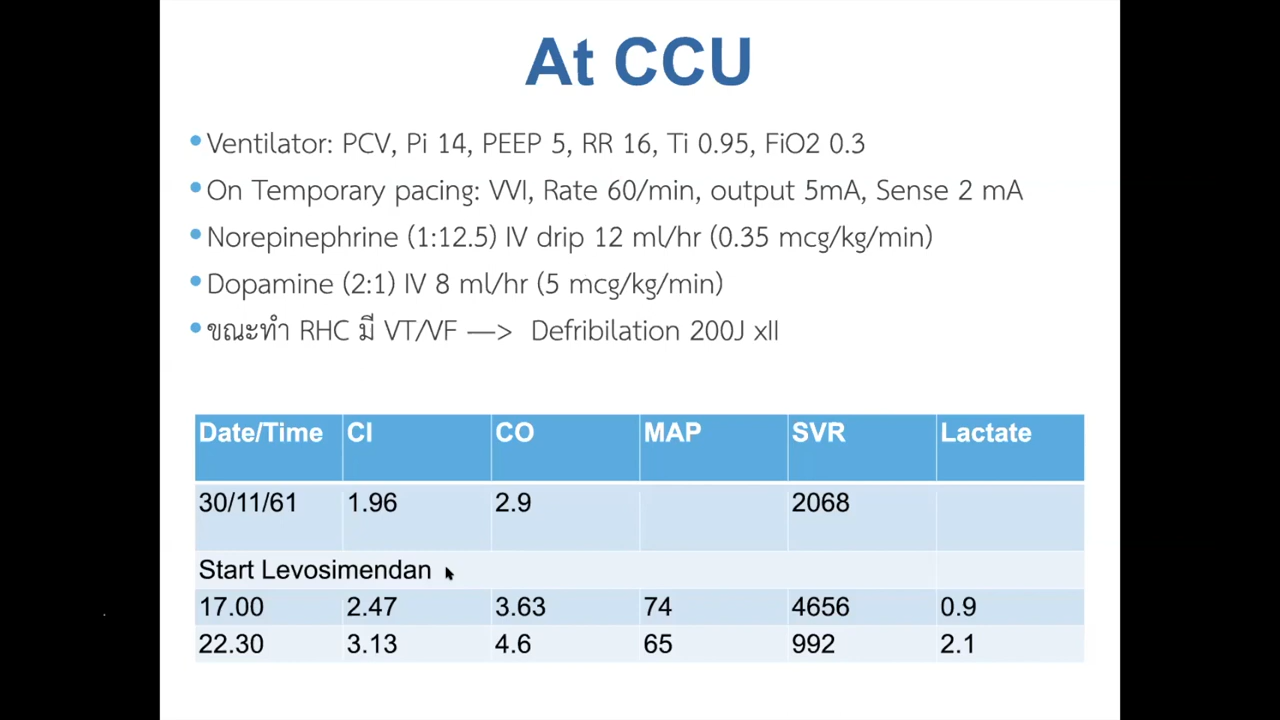 At CCU
•Ventilator: PCV, Pi 14, PEEP 5, RR 16, Ti 0.95, FiO2 0.3
•On Temporary pacing: VVI, Rate 60/min, output 5mA, Sense 2 mA
•Norepinephrine (1:12.5) IV drip 12 ml/hr (0.35 mcg/kg/min)
•Dopamine (2:1) IV 8 ml/hr (5 mcg/kg/min)
•ขณะทำ RHC มี VT/VF —> Defribilation 200J xII
Date/Time CI CO MAP SVR Lactate
30/11/61 1.96 2.9 2068
Start Levosimendan
17.00 2.47 3.63 74 4656 0.9
22.30 3.13 4.6 65 992 2.1